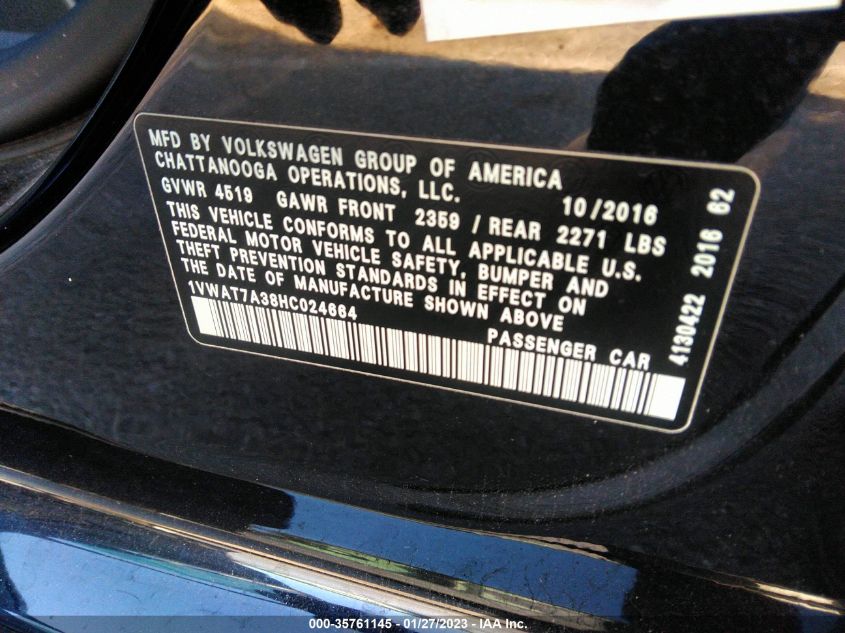 MFD BY VOLKSWAGEN GROUP OF AMERICA
CHATTANOOGA OPERATIONS, LLC.
10/2016
GVWR 4519 GAWR FRONT 2359 / REAR 2271 LBS
THIS VEHICLE CONFORMS TO ALL APPLICABLE U.S.
FEDERAL MOTOR VEHICLE SAFETY, BUMPER AND
THEFT PREVENTION STANDARDS IN EFFECT ON
THE DATE OF MANUFACTURE SHOWN ABOVE
1VWAT7A38HC024664
PASSENGER CAR
4130422 2016 62
000-35761145 - 01/27/2023 - IAA Inc.